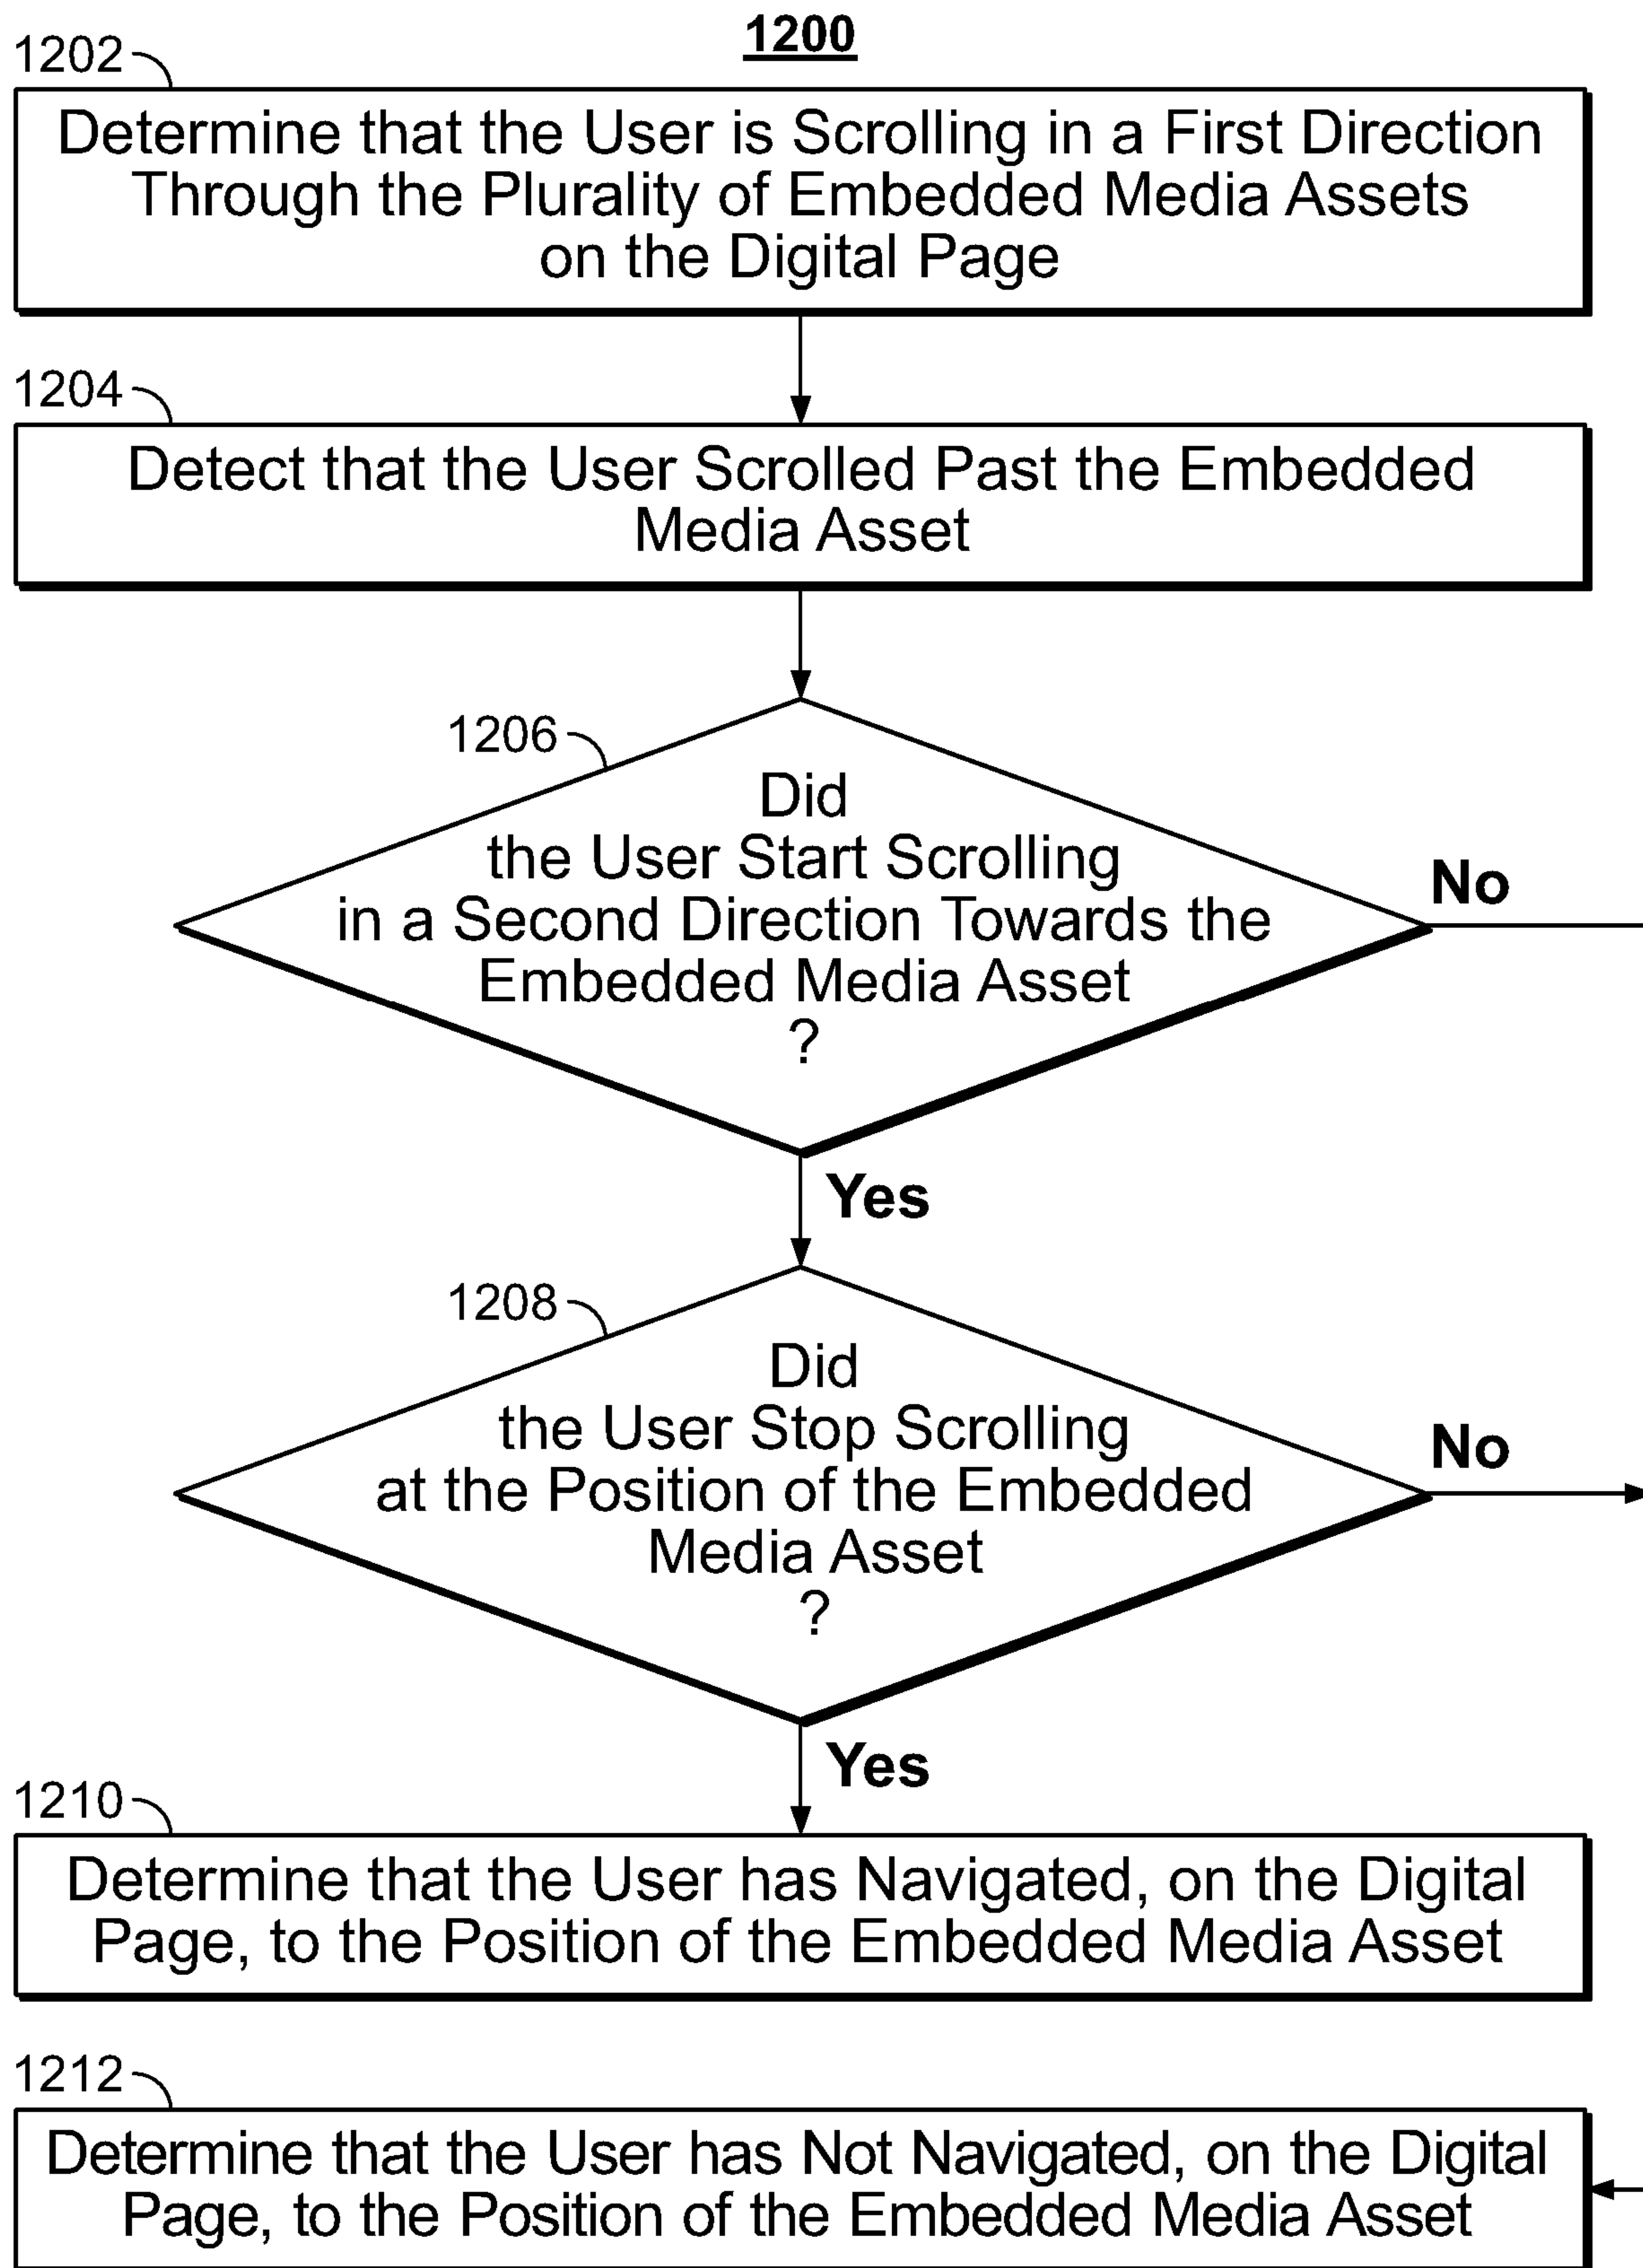 1200
1202
Determine that the User is Scrolling in a First Direction
Through the Plurality of Embedded Media Assets
on the Digital Page
1204
Detect that the User Scrolled Past the Embedded
Media Asset
1206
Did
the User Start Scrolling
in a Second Direction Towards the
Embedded Media Asset
?
No
Yes
1208
Did
the User Stop Scrolling
at the Position of the Embedded
Media Asset
?
No
Yes
1210
Determine that the User has Navigated, on the Digital
Page, to the Position of the Embedded Media Asset
1212
Determine that the User has Not Navigated, on the Digital
Page, to the Position of the Embedded Media Asset